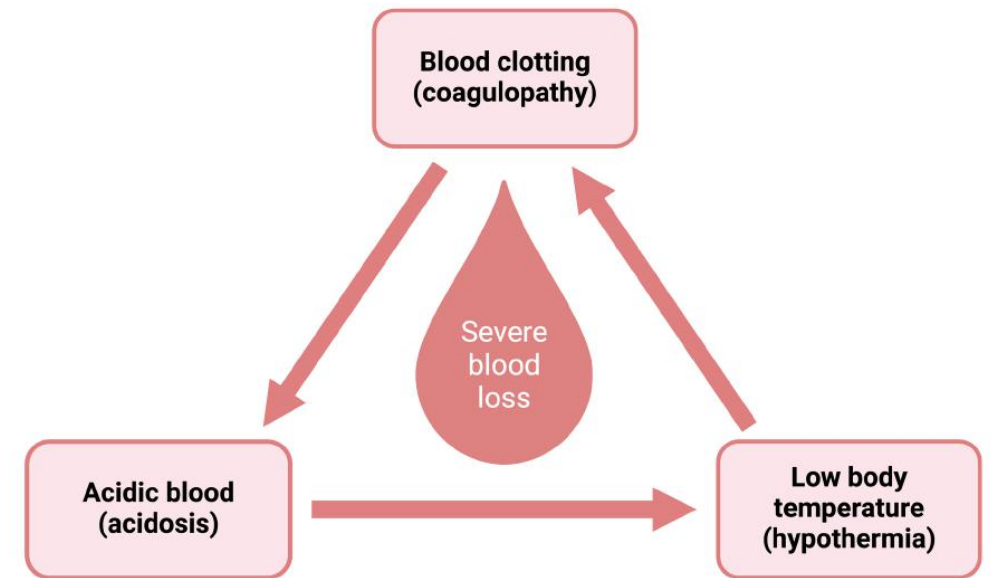 Blood clotting
(coagulopathy)
Severe
blood
loss
Acidic blood
(acidosis)
Low body
temperature
(hypothermia)